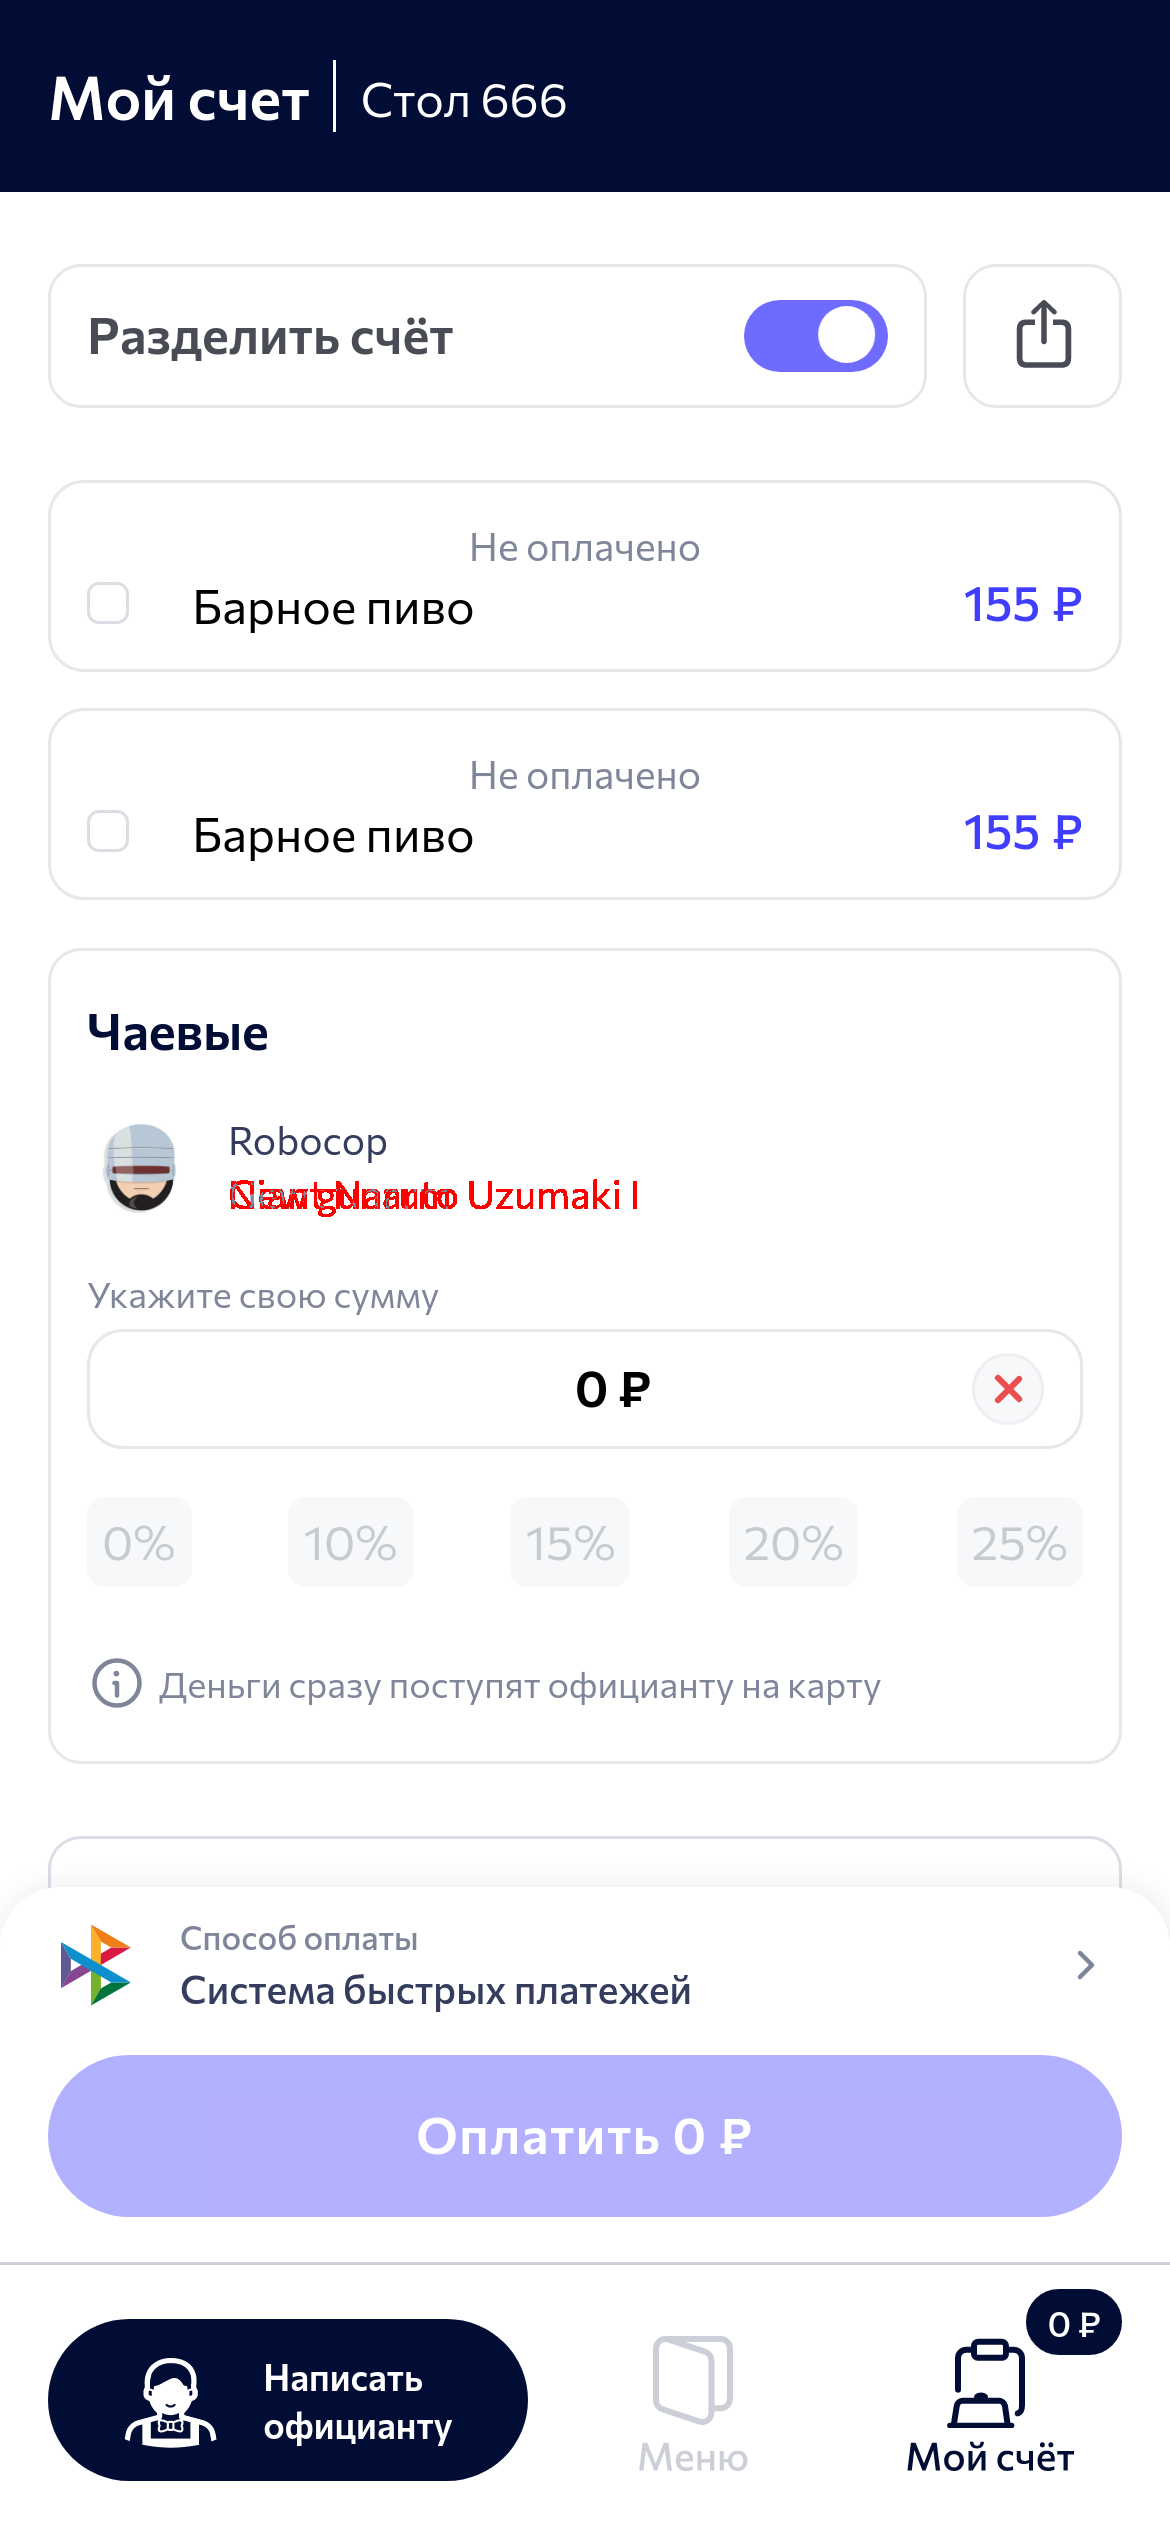 Мой счет
Стол 666
Разделить счёт
Не оплачено
Барное пиво
155 ₽
Не оплачено
Барное пиво
155 ₽
Чаевые
Robocop
Uzumaki I
Укажите свою сумму
0 ₽
0%
10%
15%
20%
25%
Деньги сразу поступят официанту на карту
Способ оплаты
Система быстрых платежей
Оплатить 0 ₽
Написать
официанту
Меню
0 ₽
Мой счёт